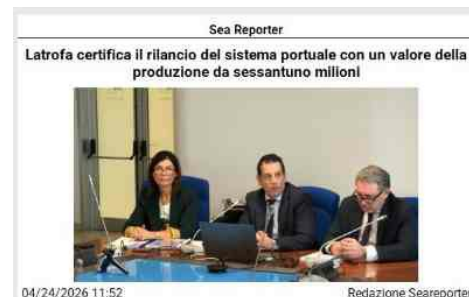 Sea Reporter
Latrofa certifica il rilancio del sistema portuale con un valore della
produzione da sessantuno milioni
04/24/2026 11:52
Redazione Seareporter